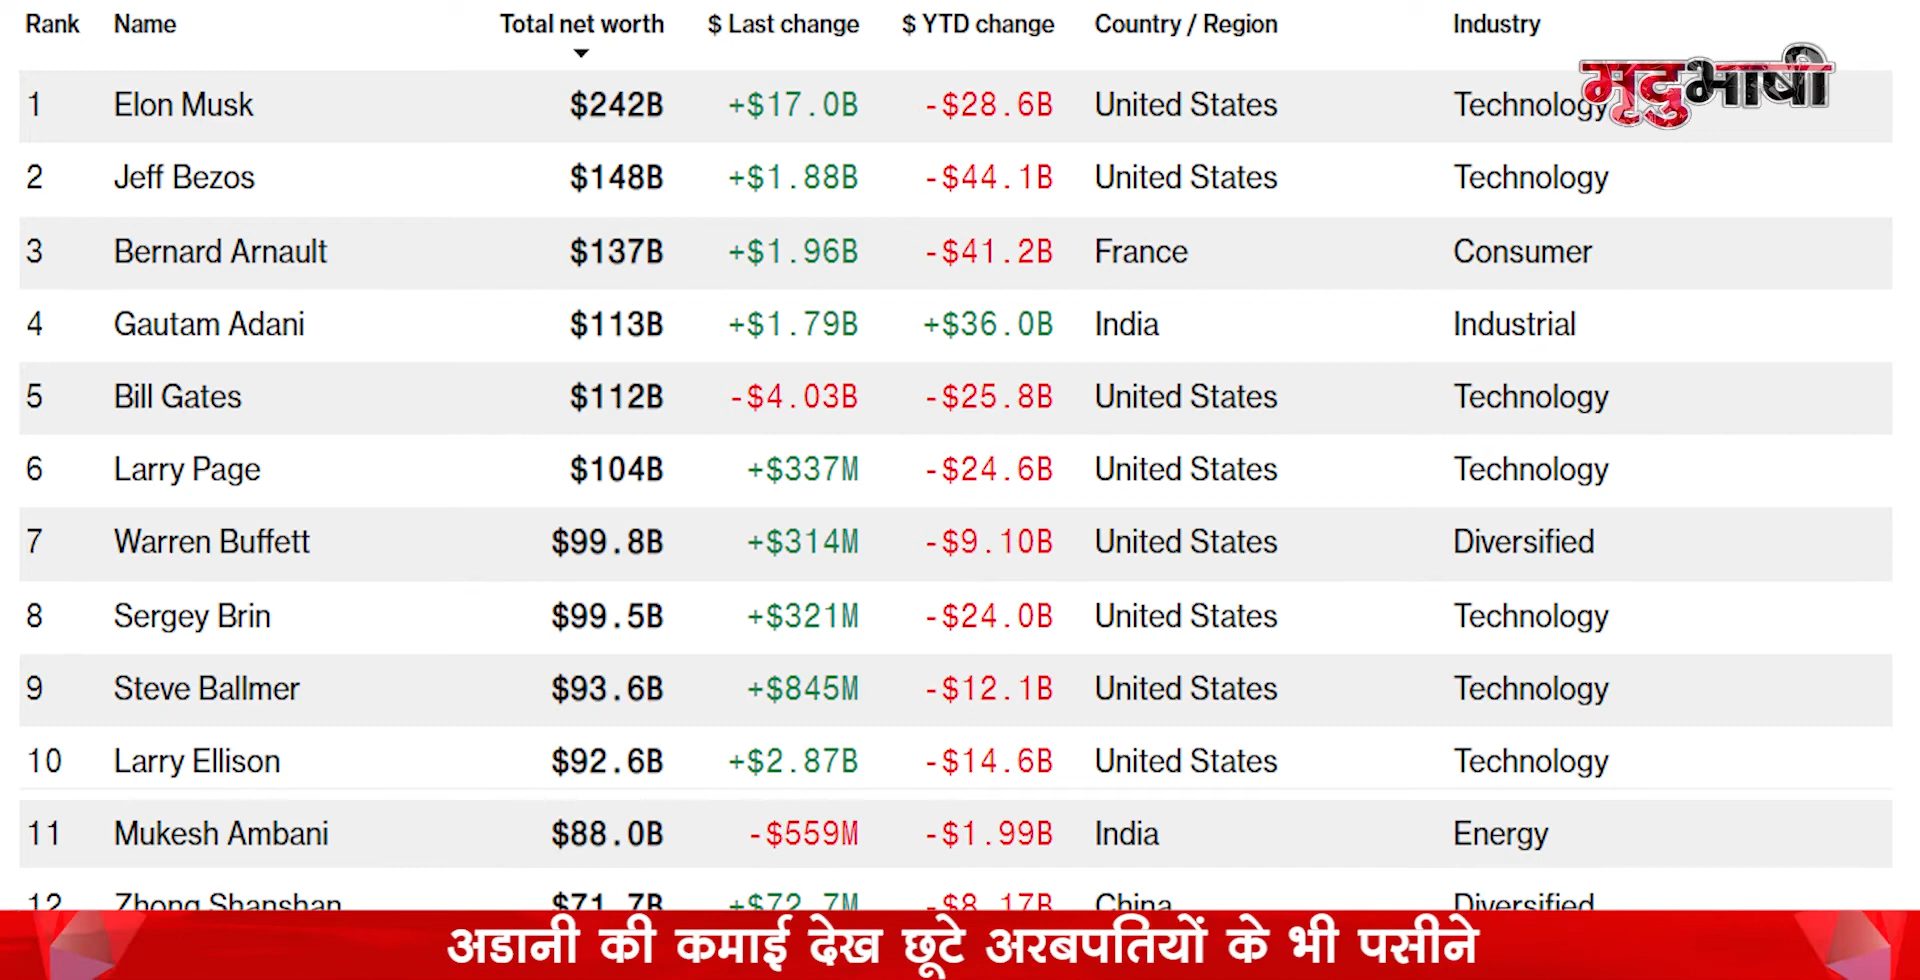 Rank Name Total net worth $ Last change $ YTD change Country / Region Industry
मृदुभाषी
1 Elon Musk $242B +$17.0B -$28.6B United States Technology
2 Jeff Bezos $148B +$1.88B -$44.1B United States Technology
3 Bernard Arnault $137B +$1.96B -$41.2B France Consumer
4 Gautam Adani $113B +$1.79B +$36.0B India Industrial
5 Bill Gates $112B -$4.03B -$25.8B United States Technology
6 Larry Page $104B +$337M -$24.6B United States Technology
7 Warren Buffett $99.8B +$314M -$9.10B United States Diversified
8 Sergey Brin $99.5B +$321M -$24.0B United States Technology
9 Steve Ballmer $93.6B +$845M -$12.1B United States Technology
10 Larry Ellison $92.6B +$2.87B -$14.6B United States Technology
11 Mukesh Ambani $88.0B -$559M -$1.99B India Energy
12 Zhong Shanshan $71.7B +$72.7M -$8.17B China Diversified
अडानी की कमाई देख छूटे अरबपतियों के भी पसीने